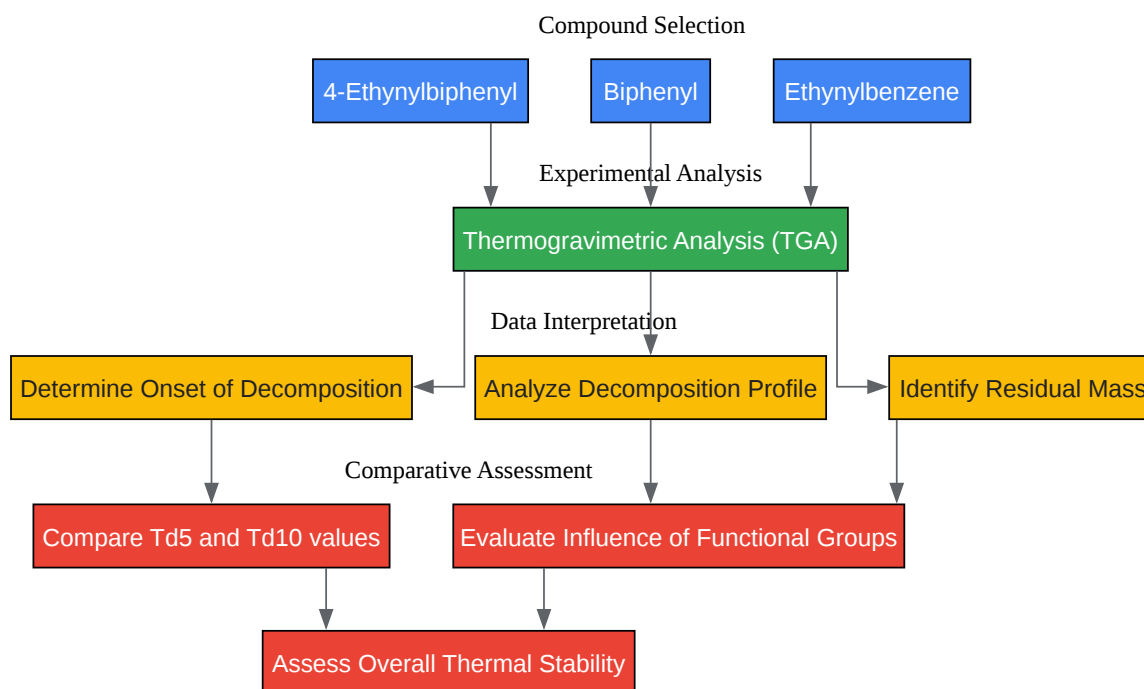 Compound Selection
4-Ethynylbiphenyl
Biphenyl
Ethynylbenzene
Experimental Analysis
Thermogravimetric Analysis (TGA)
Data Interpretation
Determine Onset of Decomposition
Analyze Decomposition Profile
Identify Residual Mass
Comparative Assessment
Compare Td5 and Td10 values
Evaluate Influence of Functional Groups
Assess Overall Thermal Stability